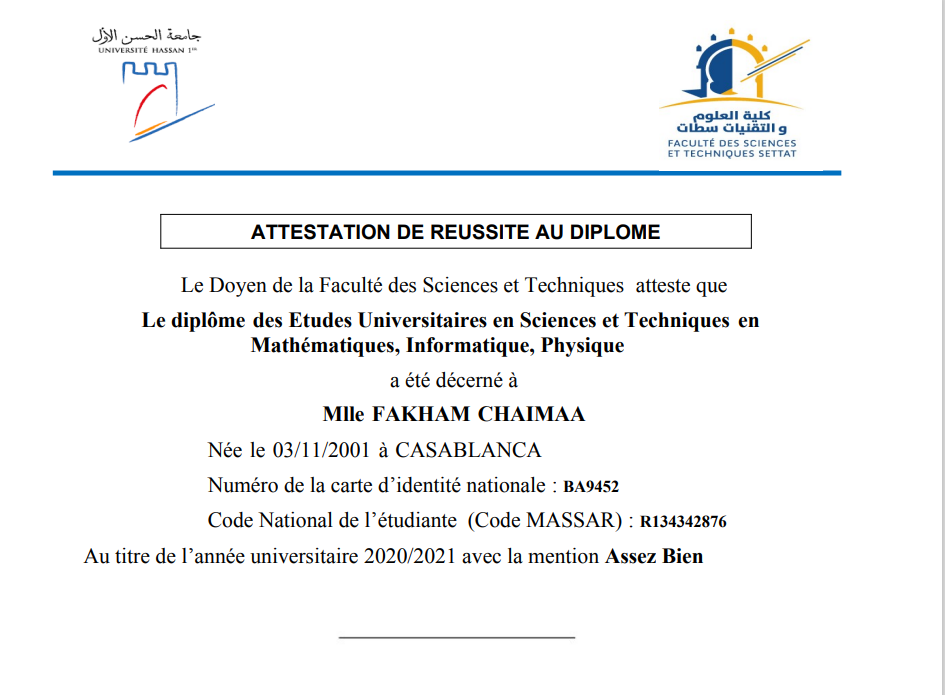 جامعة الحسن الأول
UNIVERSITÉ HASSAN 1ER
كلية العلوم
و التقنيات سطات
FACULTÉ DES SCIENCES
ET TECHNIQUES SETTAT
ATTESTATION DE REUSSITE AU DIPLOME
Le Doyen de la Faculté des Sciences et Techniques atteste que
Le diplôme des Etudes Universitaires en Sciences et Techniques en
Mathématiques, Informatique, Physique
a été décerné à
Mlle FAKHAM CHAIMAA
Née le 03/11/2001 à CASABLANCA
Numéro de la carte d’identité nationale : BA9452
Code National de l’étudiante (Code MASSAR) : R134342876
Au titre de l’année universitaire 2020/2021 avec la mention Assez Bien